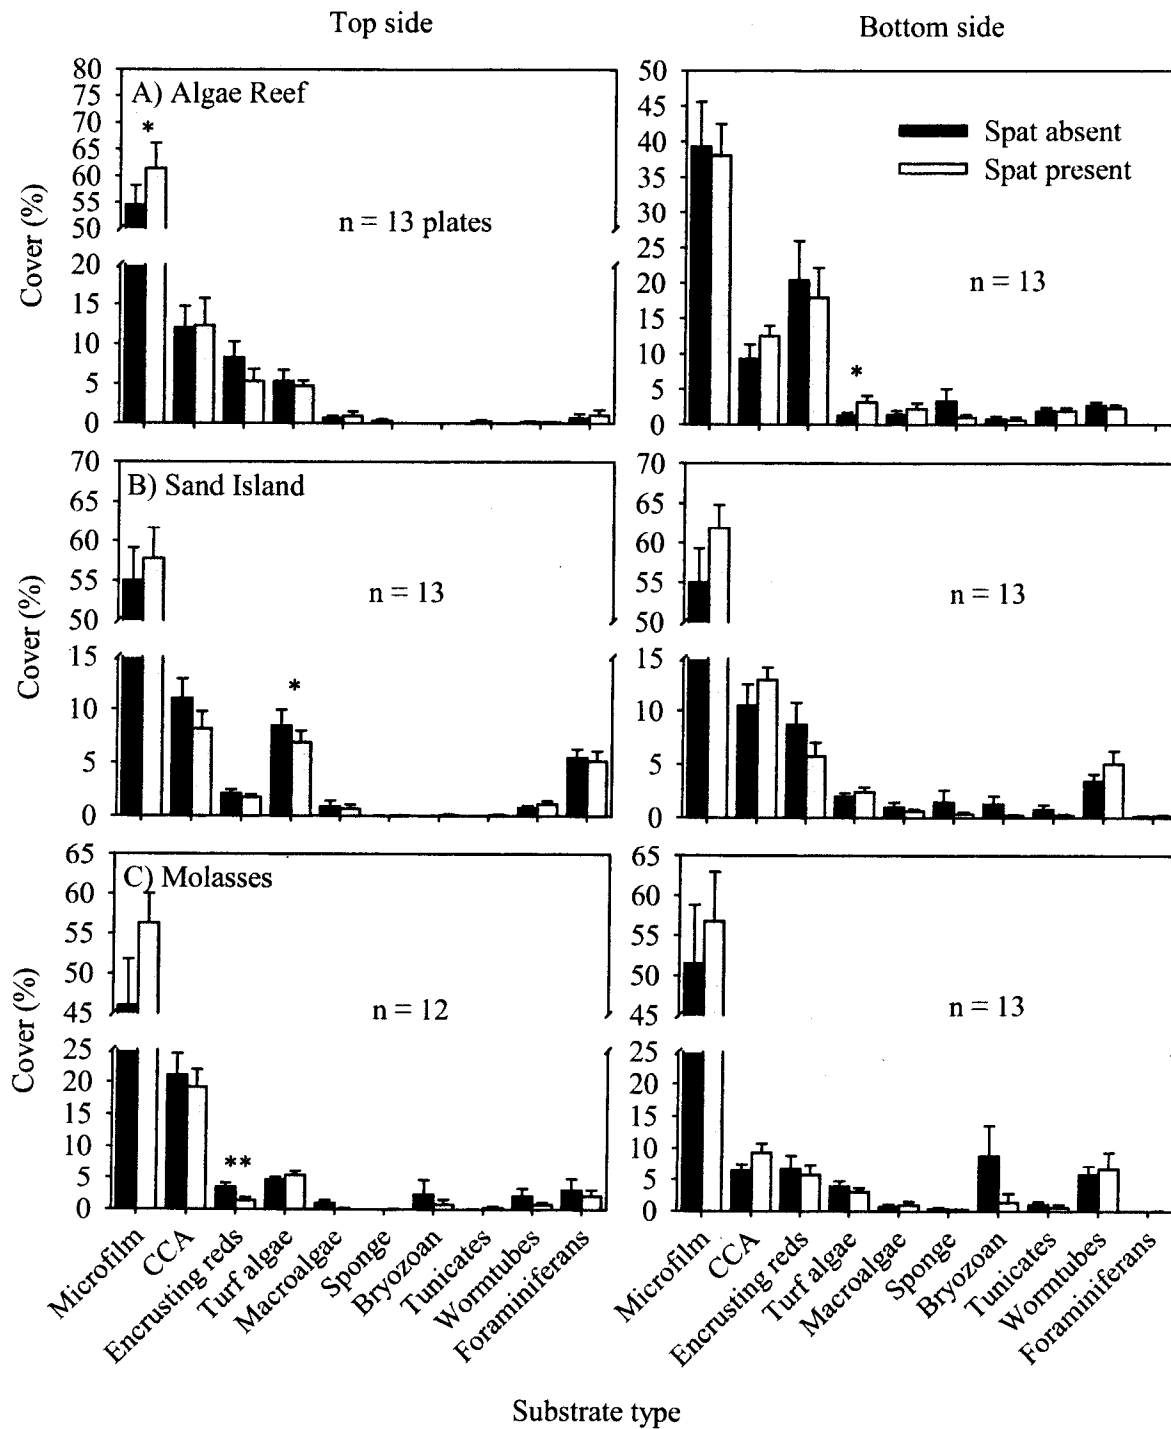 Top side
Bottom side
A) Algae Reef
Cover (%)
80
75
70
65
60
55
50
20
15
10
5
0
*
n = 13 plates
50
45
40
35
30
25
20
15
10
5
0
Spat absent
Spat present
n = 13
*
B) Sand Island
Cover (%)
70
65
60
55
50
15
10
5
0
n = 13
*
70
65
60
55
50
15
10
5
0
n = 13
C) Molasses
Cover (%)
65
60
55
50
45
25
20
15
10
5
0
n = 12
**
65
60
55
50
45
25
20
15
10
5
0
n = 13
Microfilm
CCA
Encrusting reds
Turf algae
Macroalgae
Sponge
Bryozoan
Tunicates
Wormtubes
Foraminiferans
Microfilm
CCA
Encrusting reds
Turf algae
Macroalgae
Sponge
Bryozoan
Tunicates
Wormtubes
Foraminiferans
Substrate type